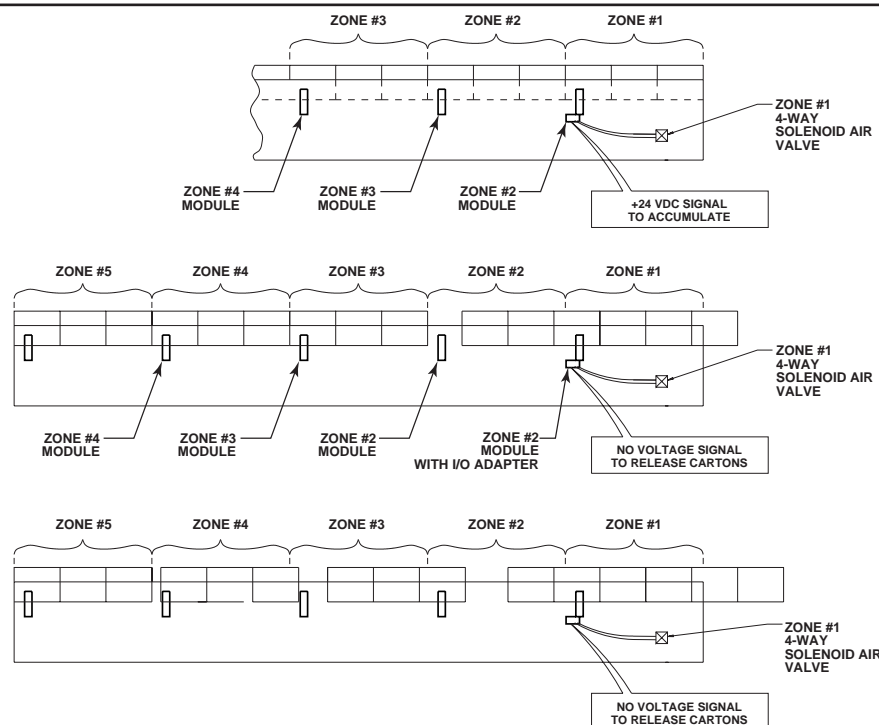 ZONE #3
ZONE #2
ZONE #1
ZONE #1
4-WAY
SOLENOID AIR
VALVE
ZONE #4
MODULE
ZONE #3
MODULE
ZONE #2
MODULE
+24 VDC SIGNAL
TO ACCUMULATE
ZONE #5
ZONE #4
ZONE #3
ZONE #2
ZONE #1
ZONE #1
4-WAY
SOLENOID AIR
VALVE
ZONE #4
MODULE
ZONE #3
MODULE
ZONE #2
MODULE
ZONE #2
MODULE
WITH I/O ADAPTER
NO VOLTAGE SIGNAL
TO RELEASE CARTONS
ZONE #5
ZONE #4
ZONE #3
ZONE #2
ZONE #1
ZONE #1
4-WAY
SOLENOID AIR
VALVE
NO VOLTAGE SIGNAL
TO RELEASE CARTONS